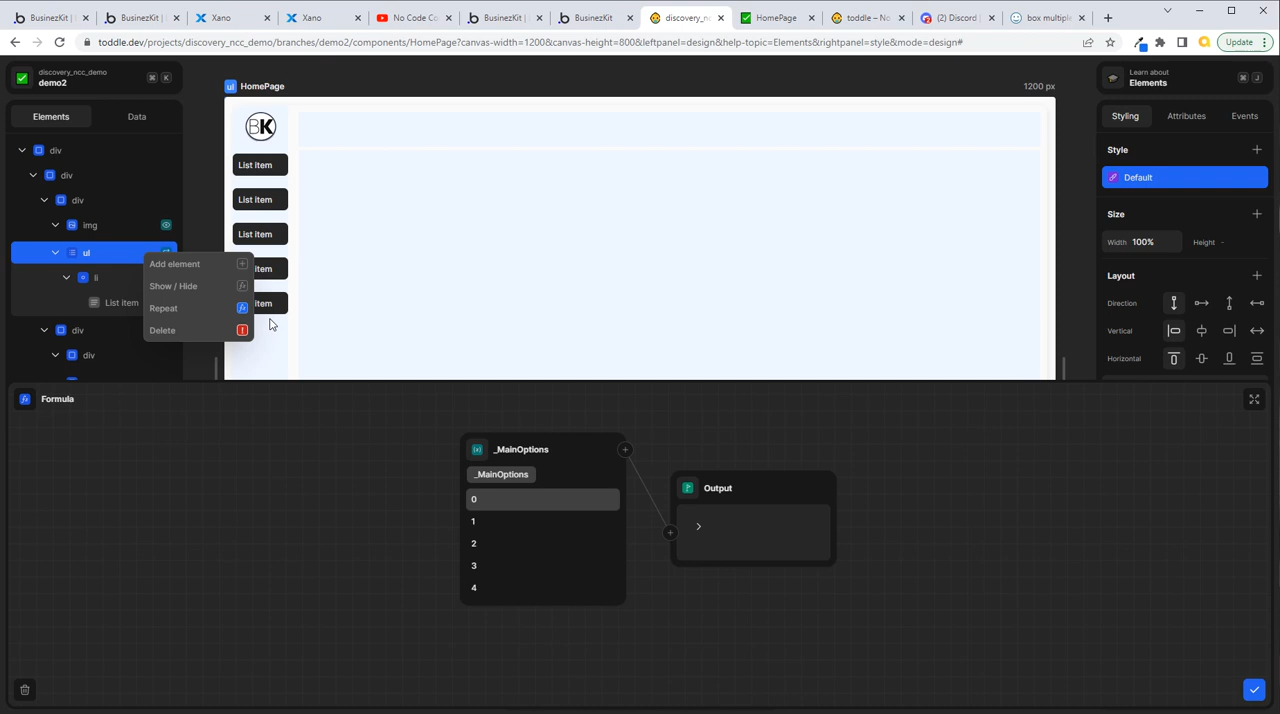 BusinezKit |
BusinezKit | C
Xano
Xano
No Code Co
BusinezKit | D
BusinezKit
discovery_nc
HomePage
toddle – No
(2) Discord |
box multiple
toddle.dev/projects/discovery_ncc_demo/branches/demo2/components/HomePage?canvas-width=1200&canvas-height=800&leftpanel=design&help-topic=Elements&rightpanel=style&mode=design#
Update
discovery_ncc_demo
demo2
⌘ K
ul HomePage
1200 px
Learn about
Elements
⌘ J
Elements Data
div
div
div
img
ul
li
List item
div
div
Add element
Show / Hide
Repeat
Delete
BK
List item
List item
List item
item
item
Styling Attributes Events
Style
Default
Size
Width 100% Height -
Layout
Direction
Vertical
Horizontal
Formula
_MainOptions
_MainOptions
0
1
2
3
4
Output